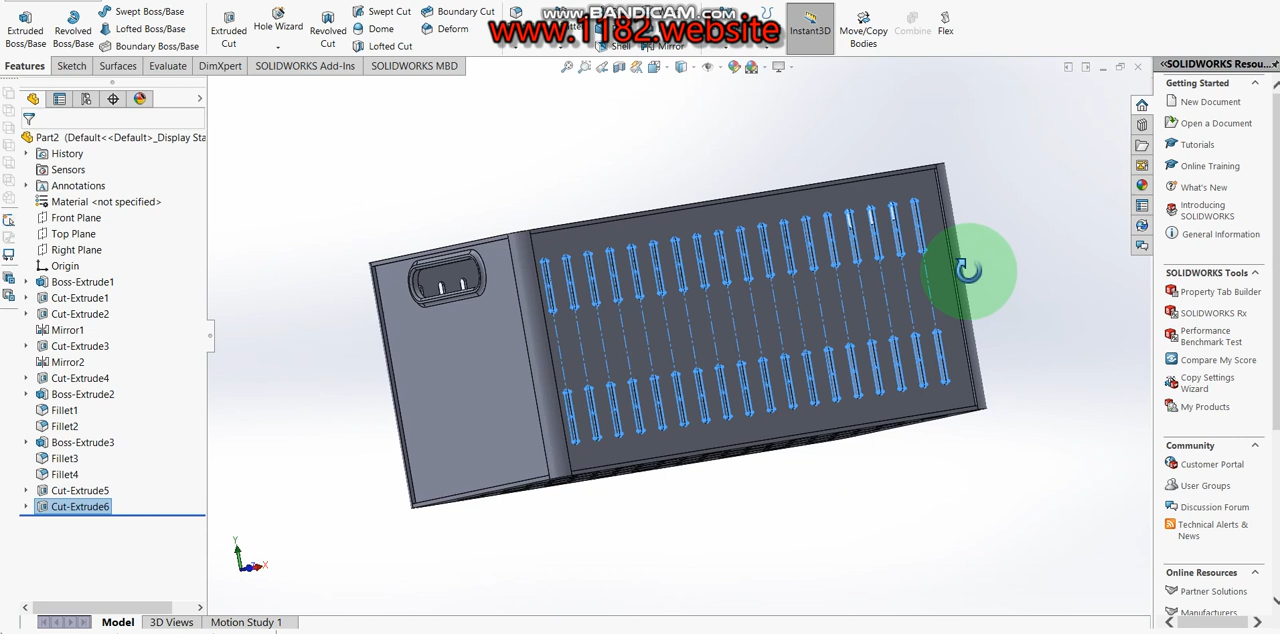 www.BANDICAM.com
www.1182.website
Extruded Boss/Base
Revolved Boss/Base
Swept Boss/Base
Lofted Boss/Base
Boundary Boss/Base
Extruded Cut
Hole Wizard
Revolved Cut
Swept Cut
Dome
Lofted Cut
Boundary Cut
Deform
Shell
Mirror
Instant3D
Move/Copy Bodies
Combine
Flex
Features
Sketch
Surfaces
Evaluate
DimXpert
SOLIDWORKS Add-Ins
SOLIDWORKS MBD
Part2 (Default<<Default>_Display Sta
History
Sensors
Annotations
Material <not specified>
Front Plane
Top Plane
Right Plane
Origin
Boss-Extrude1
Cut-Extrude1
Cut-Extrude2
Mirror1
Cut-Extrude3
Mirror2
Cut-Extrude4
Boss-Extrude2
Fillet1
Fillet2
Boss-Extrude3
Fillet3
Fillet4
Cut-Extrude5
Cut-Extrude6
Y
X
Model
3D Views
Motion Study 1
SOLIDWORKS Resou...
Getting Started
New Document
Open a Document
Tutorials
Online Training
What's New
Introducing
SOLIDWORKS
General Information
SOLIDWORKS Tools
Property Tab Builder
SOLIDWORKS Rx
Performance
Benchmark Test
Compare My Score
Copy Settings
Wizard
My Products
Community
Customer Portal
User Groups
Discussion Forum
Technical Alerts &
News
Online Resources
Partner Solutions
Manufacturers